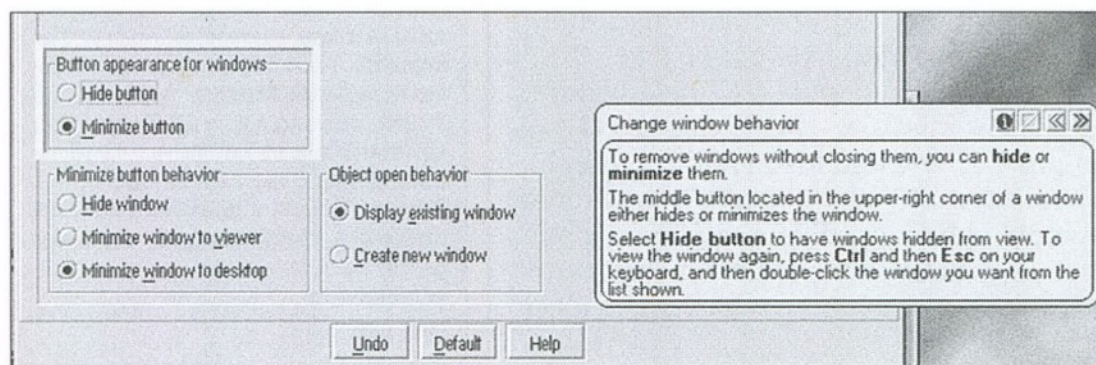 Button appearance for windows
Hide button
Minimize button
Minimize button behavior
Hide window
Minimize window to viewer
Minimize window to desktop
Object open behavior
Display existing window
Create new window
Undo Default Help
Change window behavior
To remove windows without closing them, you can hide or
minimize them.
The middle button located in the upper-right corner of a window
either hides or minimizes the window.
Select Hide button to have windows hidden from view. To
view the window again, press Ctrl and then Esc on your
keyboard, and then double-click the window you want from the
list shown.